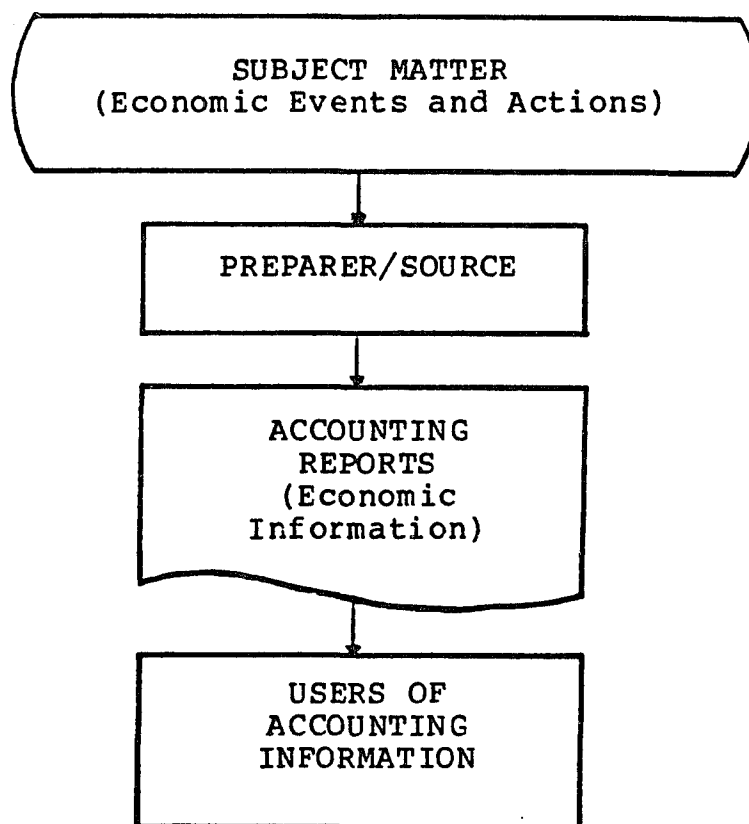 SUBJECT MATTER
(Economic Events and Actions)
PREPARER/SOURCE
ACCOUNTING
REPORTS
(Economic
Information)
USERS OF
ACCOUNTING
INFORMATION